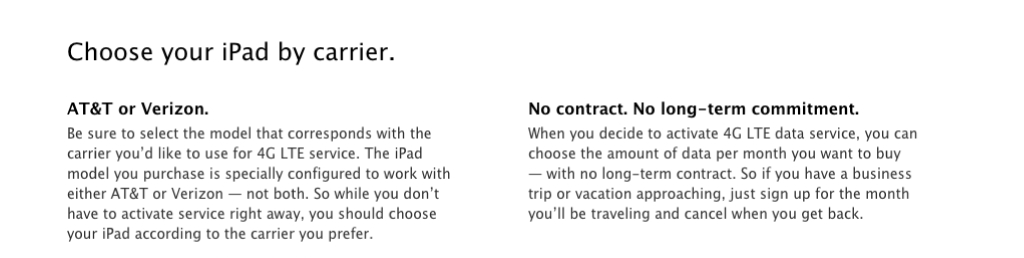 Choose your iPad by carrier.
AT&T or Verizon.
Be sure to select the model that corresponds with the
carrier you'd like to use for 4G LTE service. The iPad
model you purchase is specially configured to work with
either AT&T or Verizon — not both. So while you don't
have to activate service right away, you should choose
your iPad according to the carrier you prefer.
No contract. No long-term commitment.
When you decide to activate 4G LTE data service, you can
choose the amount of data per month you want to buy
— with no long-term contract. So if you have a business
trip or vacation approaching, just sign up for the month
you'll be traveling and cancel when you get back.